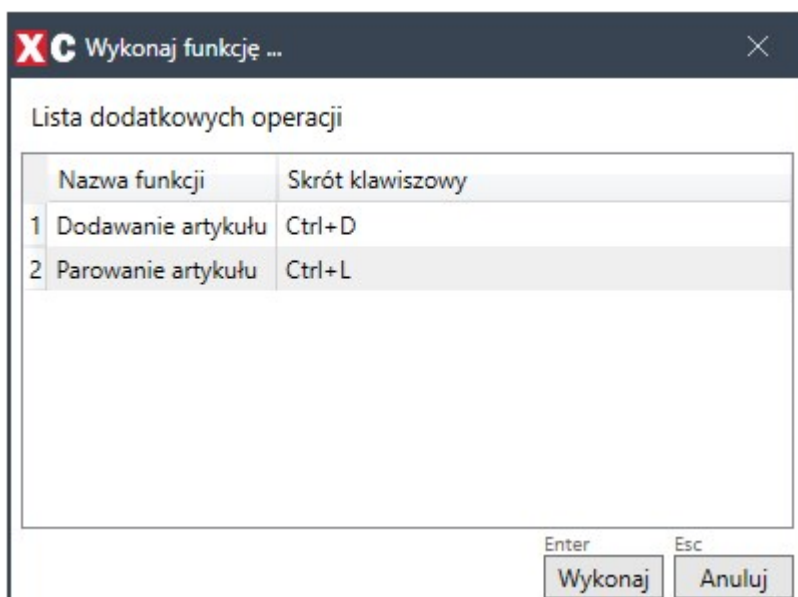 XC Wykonaj funkcję ...
Lista dodatkowych operacji
Nazwa funkcji Skrót klawiszowy
1 Dodawanie artykułu Ctrl+D
2 Parowanie artykułu Ctrl+L
Enter Esc
Wykonaj Anuluj